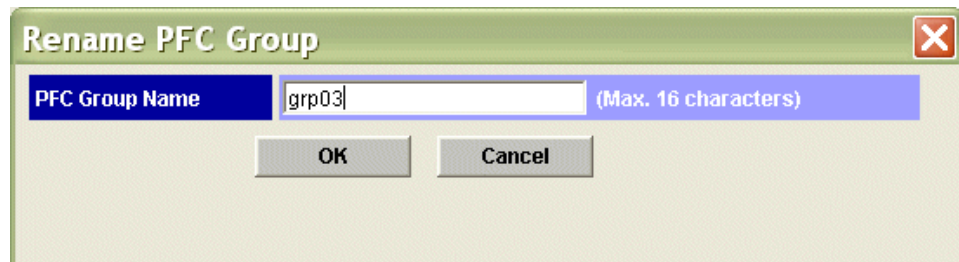 Rename PFC Group
PFC Group Name grp03 (Max. 16 characters)
OK Cancel